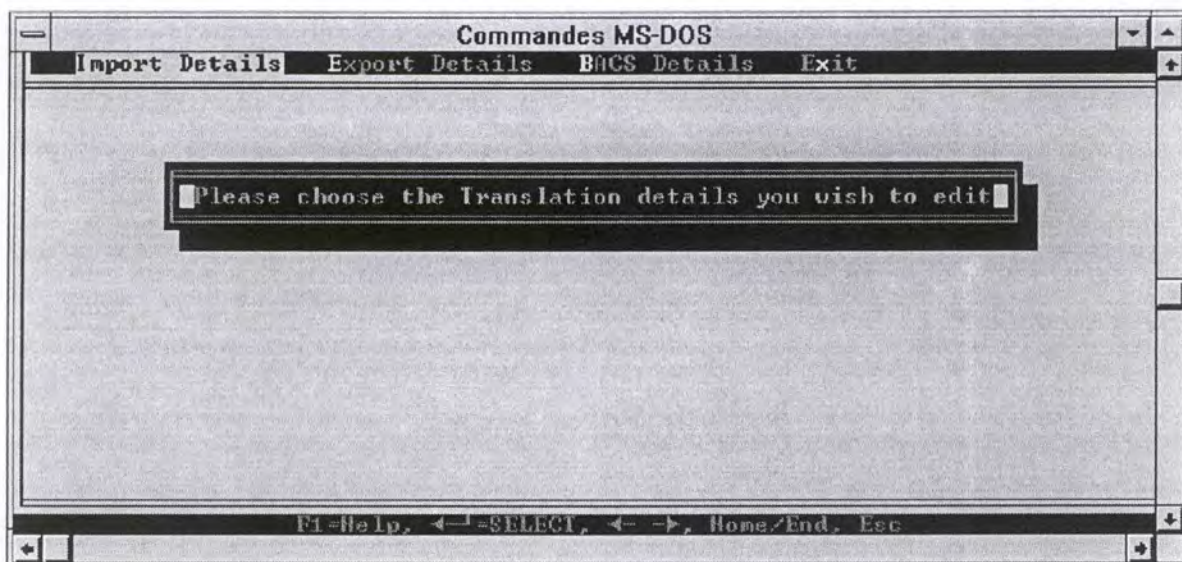 Commandes MS-DOS
Import Details Export Details BACS Details Exit
Please choose the Translation details you wish to edit
F1=Help, ◄─┘=SELECT, ◄- -►, Home/End, Esc